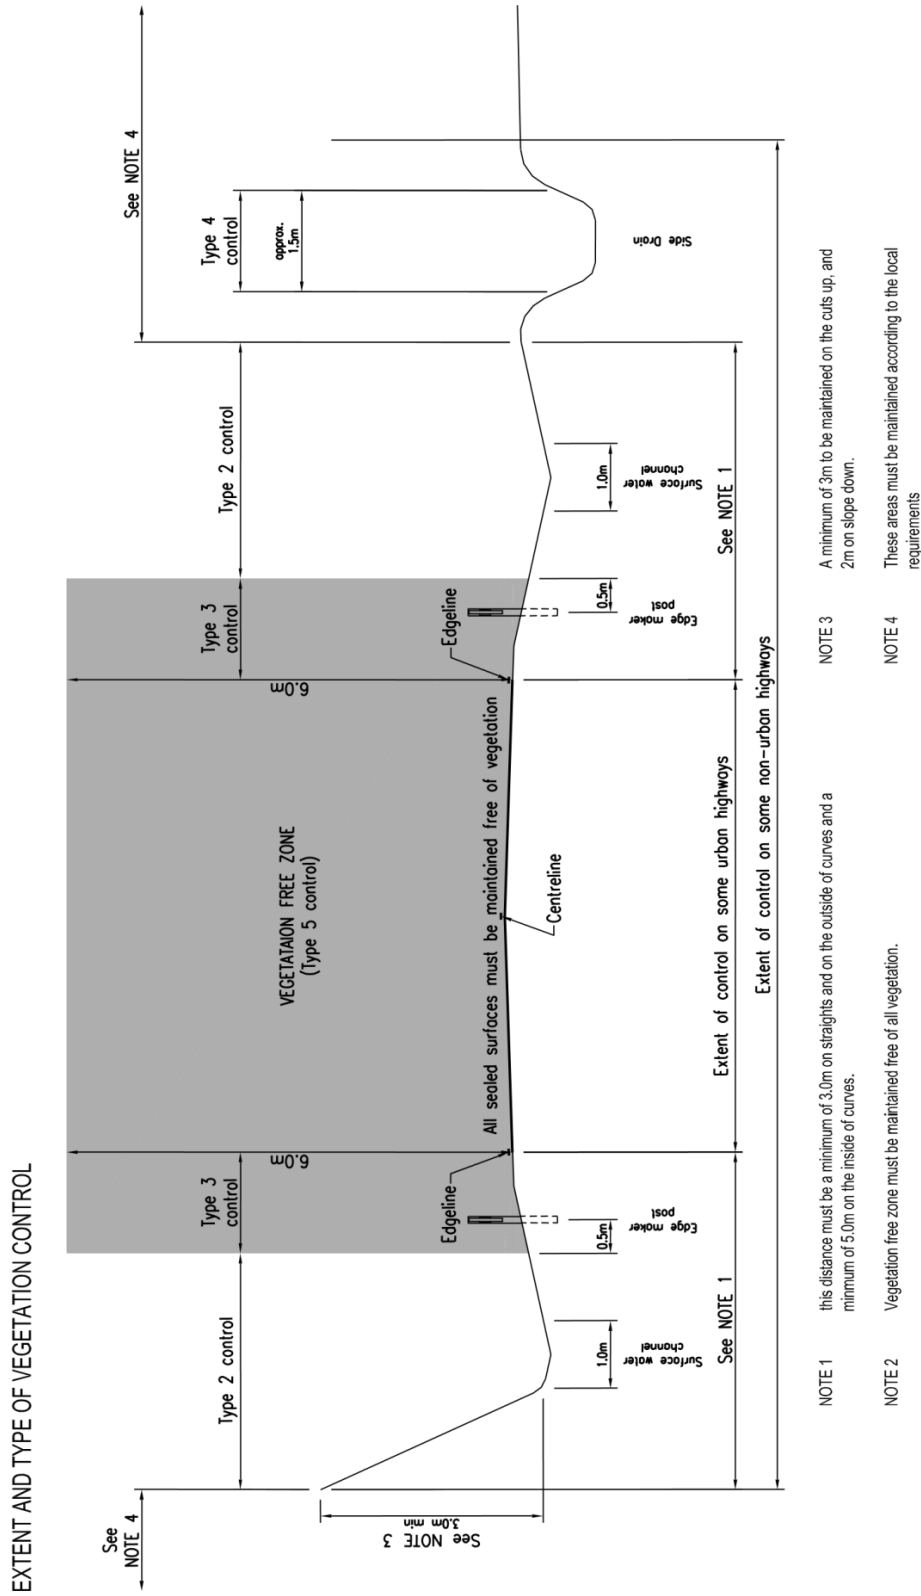 EXTENT AND TYPE OF VEGETATION CONTROL
See
NOTE 4
Type 2 control
Type 3
control
VEGETATAION FREE ZONE
(Type 5 control)
Type 3
control
Type 2 control
Type 4
control
See NOTE 4
approx.
1.5m
6.0m
6.0m
See NOTE 3
3.0m min
Edgeline
All sealed surfaces must be maintained free of vegetation
Edgeline
Centreline
1.0m
Surface water
channel
0.5m
Edge maker
post
0.5m
Edge maker
post
1.0m
Surface water
channel
Side Drain
See NOTE 1
Extent of control on some urban highways
See NOTE 1
Extent of control on some non-urban highways
NOTE 1 this distance must be a minimum of 3.0m on straights and on the outside of curves and a
minmum of 5.0m on the inside of curves.
NOTE 2 Vegetation free zone must be maintained free of all vegetation.
NOTE 3 A minimum of 3m to be maintained on the cuts up, and
2m on slope down.
NOTE 4 These areas must be maintained according to the local
requirements